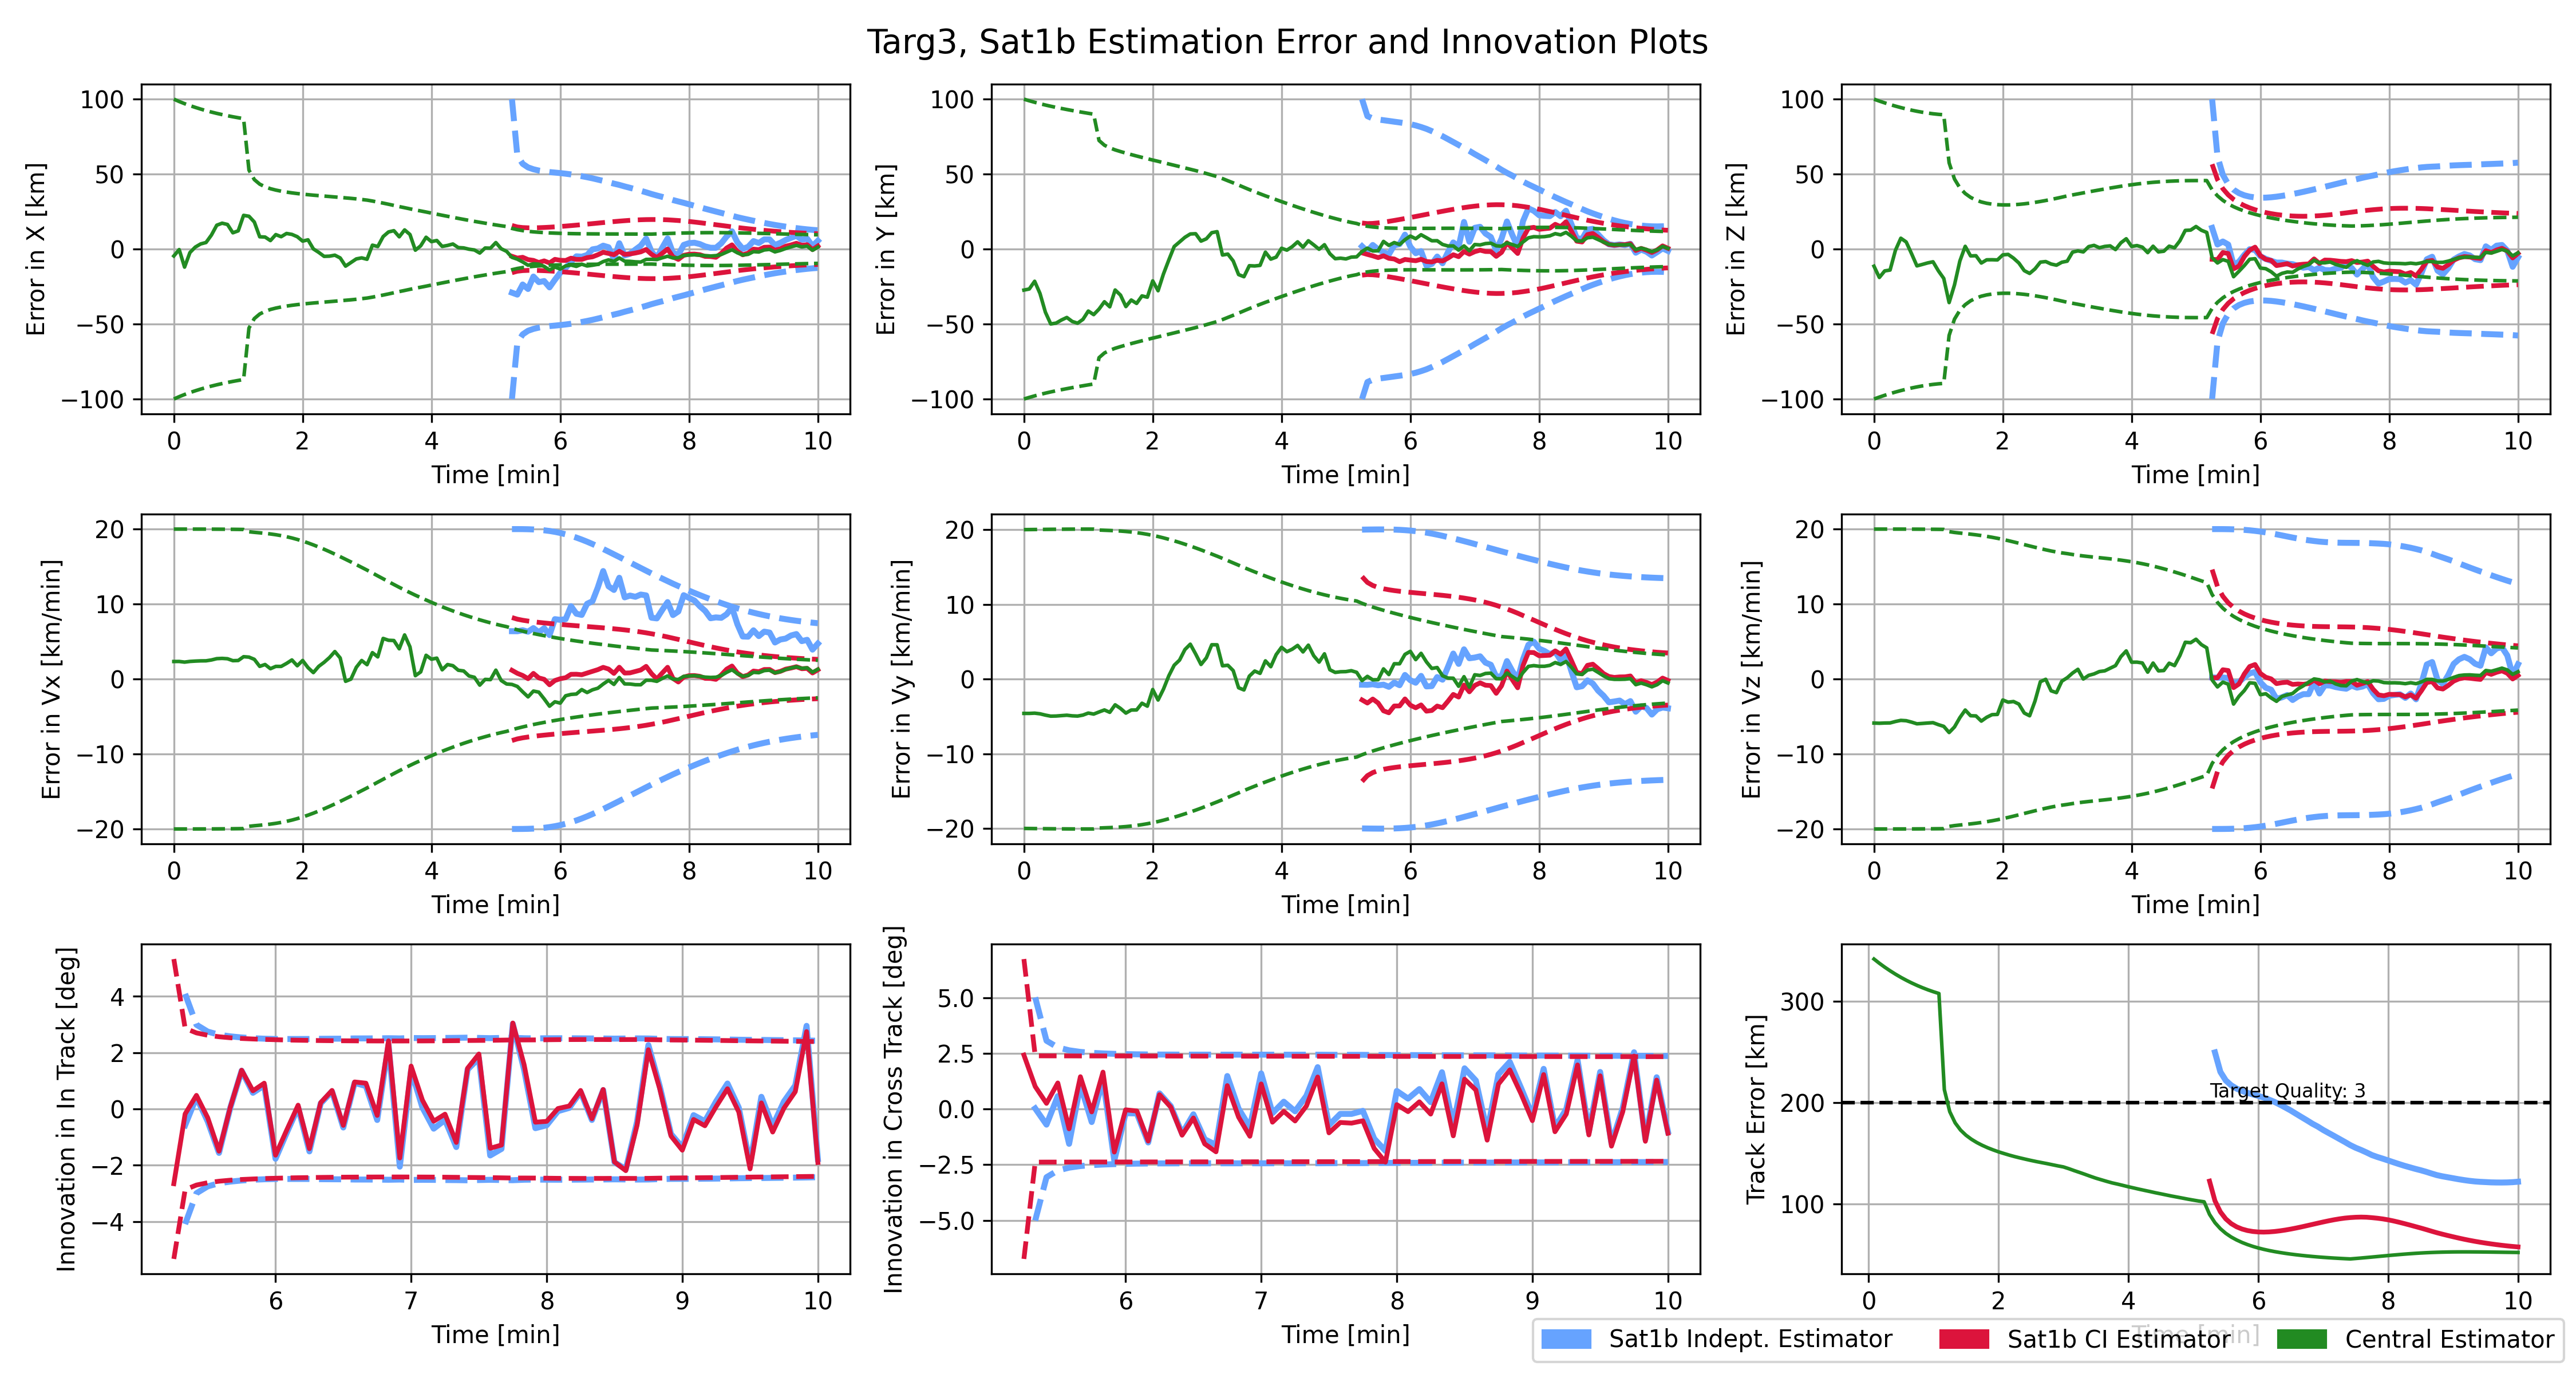 Targ3, Sat1b Estimation Error and Innovation Plots
Error in X [km]
100
50
0
−50
−100
0 2 4 6 8 10
Time [min]
Error in Y [km]
100
50
0
−50
−100
0 2 4 6 8 10
Time [min]
Error in Z [km]
100
50
0
−50
−100
0 2 4 6 8 10
Time [min]
Error in Vx [km/min]
20
10
0
−10
−20
0 2 4 6 8 10
Time [min]
Error in Vy [km/min]
20
10
0
−10
−20
0 2 4 6 8 10
Time [min]
Error in Vz [km/min]
20
10
0
−10
−20
0 2 4 6 8 10
Time [min]
Innovation in In Track [deg]
4
2
0
−2
−4
6 7 8 9 10
Time [min]
Innovation in Cross Track [deg]
5.0
2.5
0.0
−2.5
−5.0
6 7 8 9 10
Time [min]
Track Error [km]
300
200
100
Target Quality: 3
0 2 4 6 8 10
Time [min]
Sat1b Indept. Estimator Sat1b CI Estimator Central Estimator